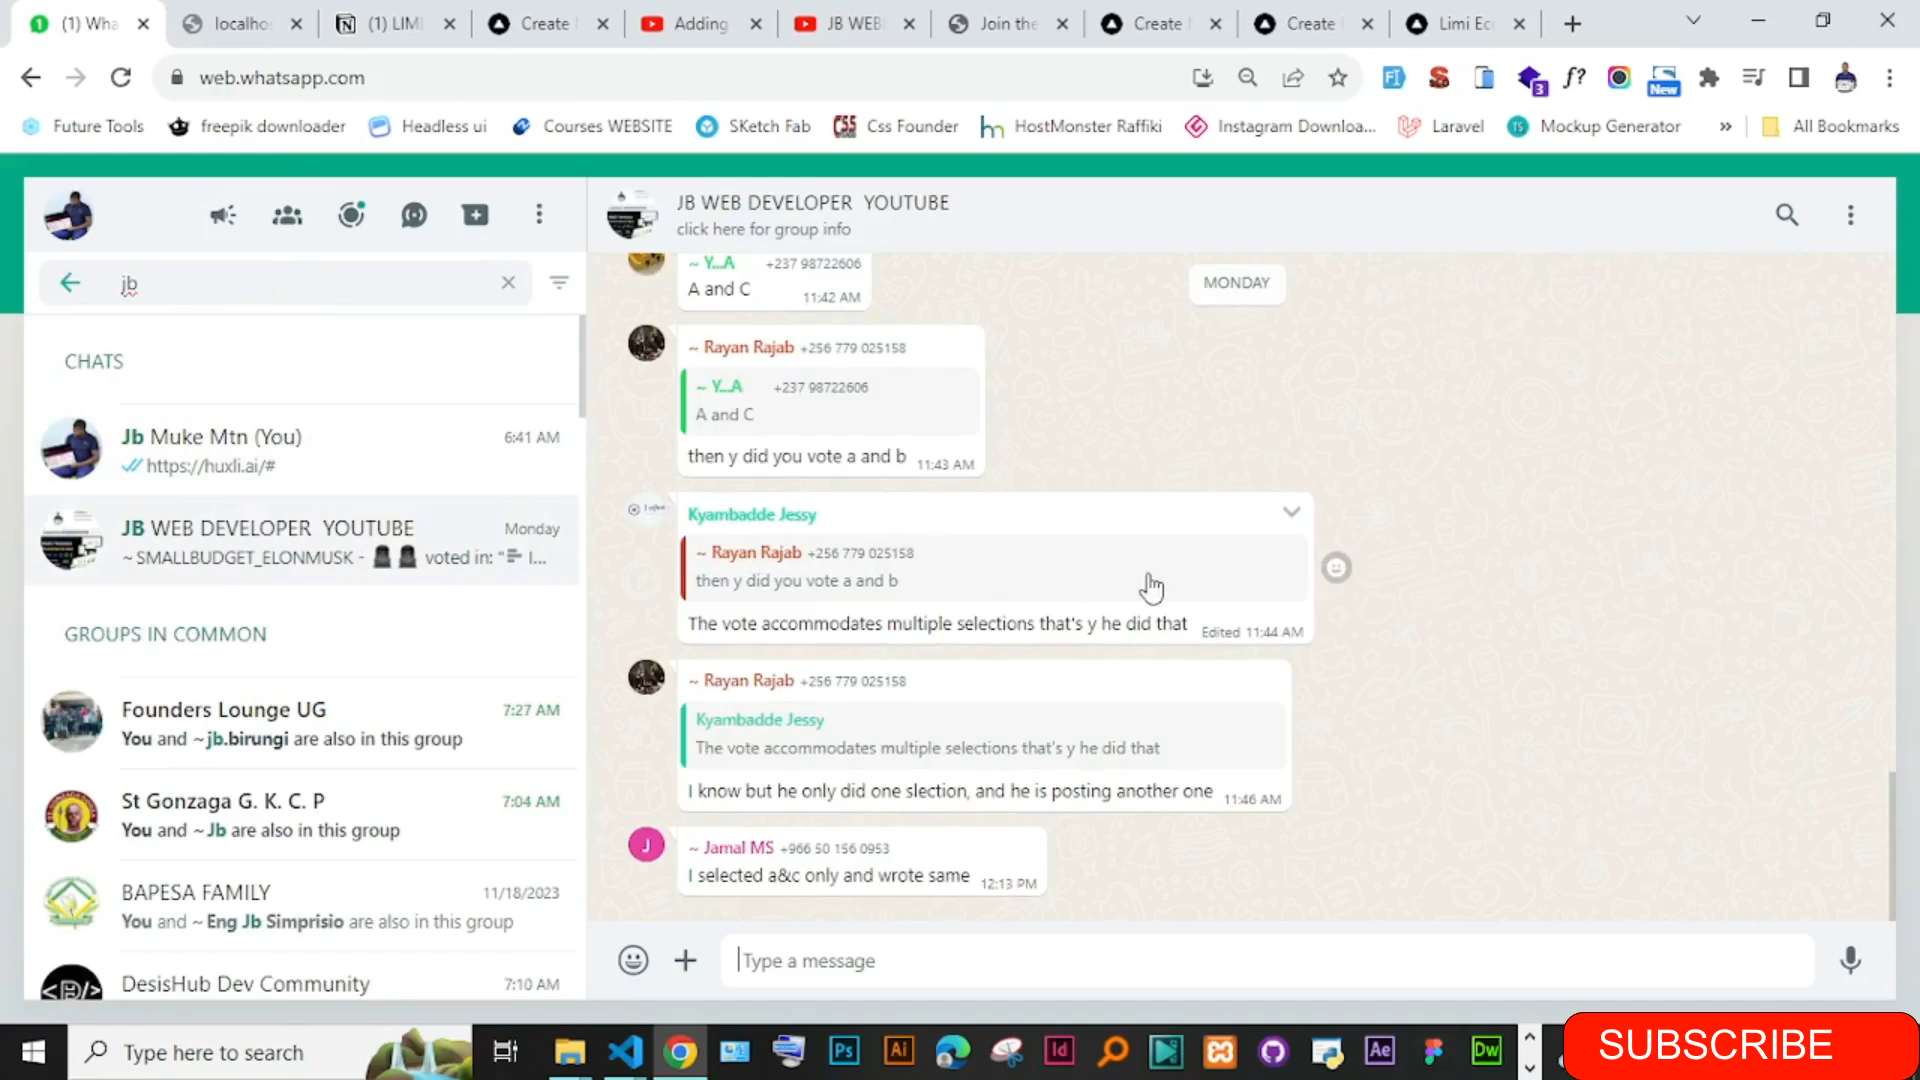 (1) Wha
localho
(1) LIMI
Create
Adding
JB WEB
Join the
Create
Create
Limi Ec
web.whatsapp.com
3
New
Future Tools
freepik downloader
Headless ui
Courses WEBSITE
SKetch Fab
Css Founder
HostMonster Raffiki
Instagram Downloa...
Laravel
Mockup Generator
»
All Bookmarks
jb
CHATS
Jb Muke Mtn (You)
6:41 AM
https://huxli.ai/#
JB WEB DEVELOPER YOUTUBE
Monday
~ SMALLBUDGET_ELONMUSK - voted in: "
GROUPS IN COMMON
Founders Lounge UG
7:27 AM
You and ~ jb.birungi are also in this group
St Gonzaga G. K. C. P
7:04 AM
You and ~ Jb are also in this group
BAPESA FAMILY
11/18/2023
You and ~ Eng Jb Simprisio are also in this group
DesisHub Dev Community
7:10 AM
JB WEB DEVELOPER YOUTUBE
click here for group info
MONDAY
~ Y...A +237 98722606
A and C
11:42 AM
~ Rayan Rajab +256 779 025158
~ Y...A +237 98722606
A and C
then y did you vote a and b
11:43 AM
Kyambadde Jessy
~ Rayan Rajab +256 779 025158
then y did you vote a and b
The vote accommodates multiple selections that's y he did that
Edited 11:44 AM
~ Rayan Rajab +256 779 025158
Kyambadde Jessy
The vote accommodates multiple selections that's y he did that
I know but he only did one slection, and he is posting another one
11:46 AM
J
~ Jamal MS +966 50 156 0953
I selected a&c only and wrote same
12:13 PM
Type a message
Type here to search
Ps
Ai
Id
Ae
Dw
SUBSCRIBE